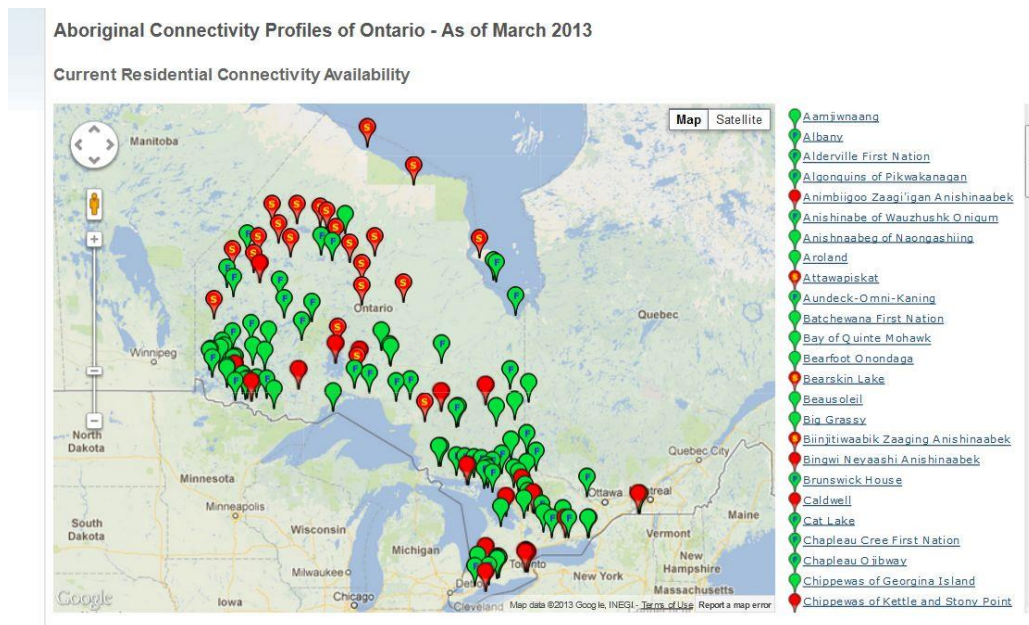 Aboriginal Connectivity Profiles of Ontario - As of March 2013
Current Residential Connectivity Availability
Map Satellite
Manitoba
Ontario
Quebec
Winnipeg
North
Dakota
Quebec City
Minnesota
Ottawa
Minneapolis
Maine
South
Dakota
Wisconsin
Vermont
Michigan
New
Hampshire
Milwaukee
New York
Massachusetts
Chicago
Iowa
Cleveland
Connecticut
Google
Map data ©2013 Google, INEGI - Terms of Use Report a map error
Aamjiwnaang
Albany
Alderville First Nation
Algonquins of Pikwakanagan
Animbiigoo Zaagi'igan Anishinaabek
Anishinabe of Wauzhushk Onigum
Anishnaabeg of Naongashiing
Aroland
Attawapiskat
Aundeck-Omni-Kaning
Batchewana First Nation
Bay of Quinte Mohawk
Bearfoot Onondaga
Bearskin Lake
Beausoleil
Big Grassy
Biinjitiwaabik Zaaging Anishinaabek
Bingwi Neyaashi Anishinaabek
Brunswick House
Caldwell
Cat Lake
Chapleau Cree First Nation
Chapleau Ojibway
Chippewas of Georgina Island
Chippewas of Kettle and Stony Point